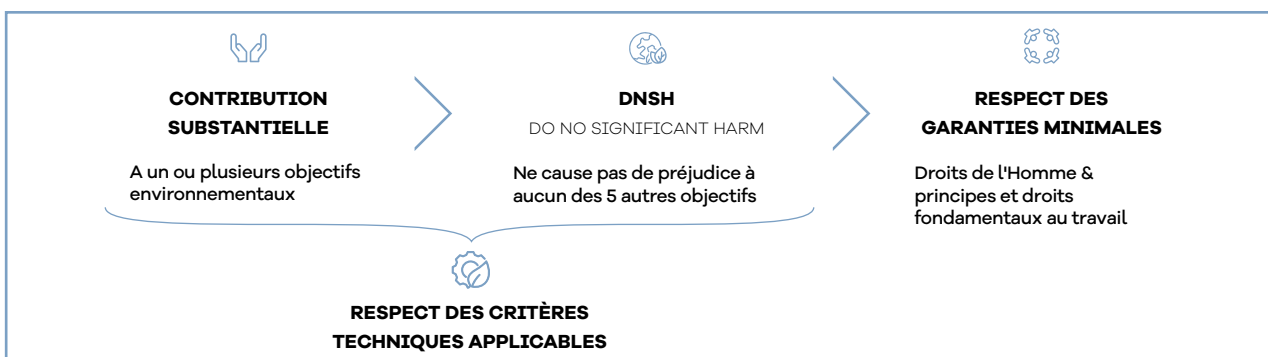 CONTRIBUTION
SUBSTANTIELLE
A un ou plusieurs objectifs
environnementaux
DNSH
DO NO SIGNIFICANT HARM
Ne cause pas de préjudice à
aucun des 5 autres objectifs
RESPECT DES
GARANTIES MINIMALES
Droits de l'Homme &
principes et droits
fondamentaux au travail
RESPECT DES CRITÈRES
TECHNIQUES APPLICABLES